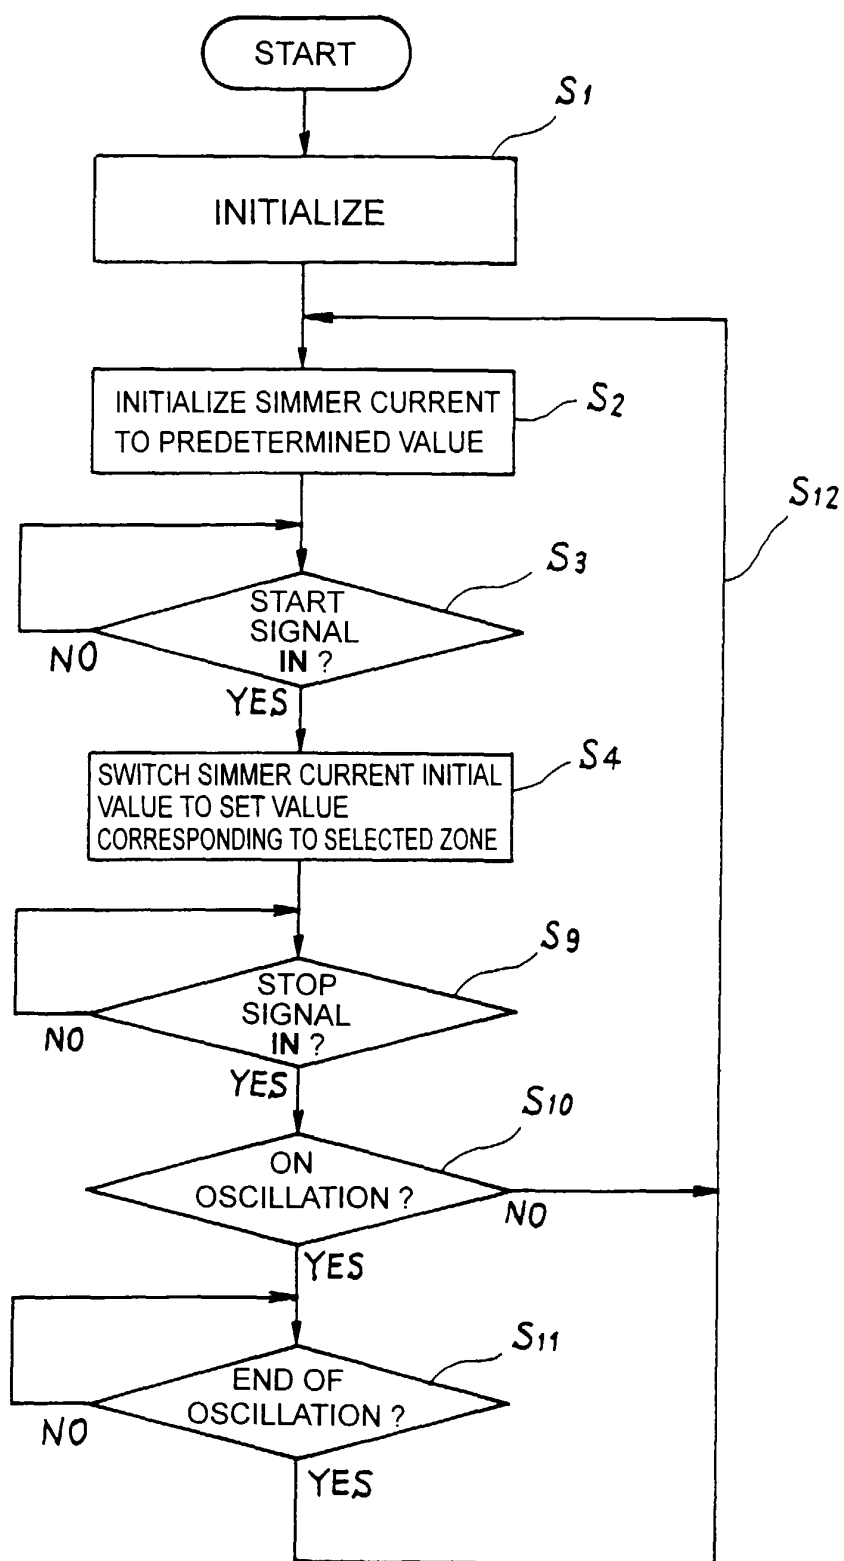 START
S1
INITIALIZE
INITIALIZE SIMMER CURRENT
TO PREDETERMINED VALUE
S2
S12
S3
START
SIGNAL
IN ?
NO
YES
S4
SWITCH SIMMER CURRENT INITIAL
VALUE TO SET VALUE
CORRESPONDING TO SELECTED ZONE
S9
STOP
SIGNAL
IN ?
NO
YES
S10
ON
OSCILLATION ?
NO
YES
S11
END OF
OSCILLATION ?
NO
YES